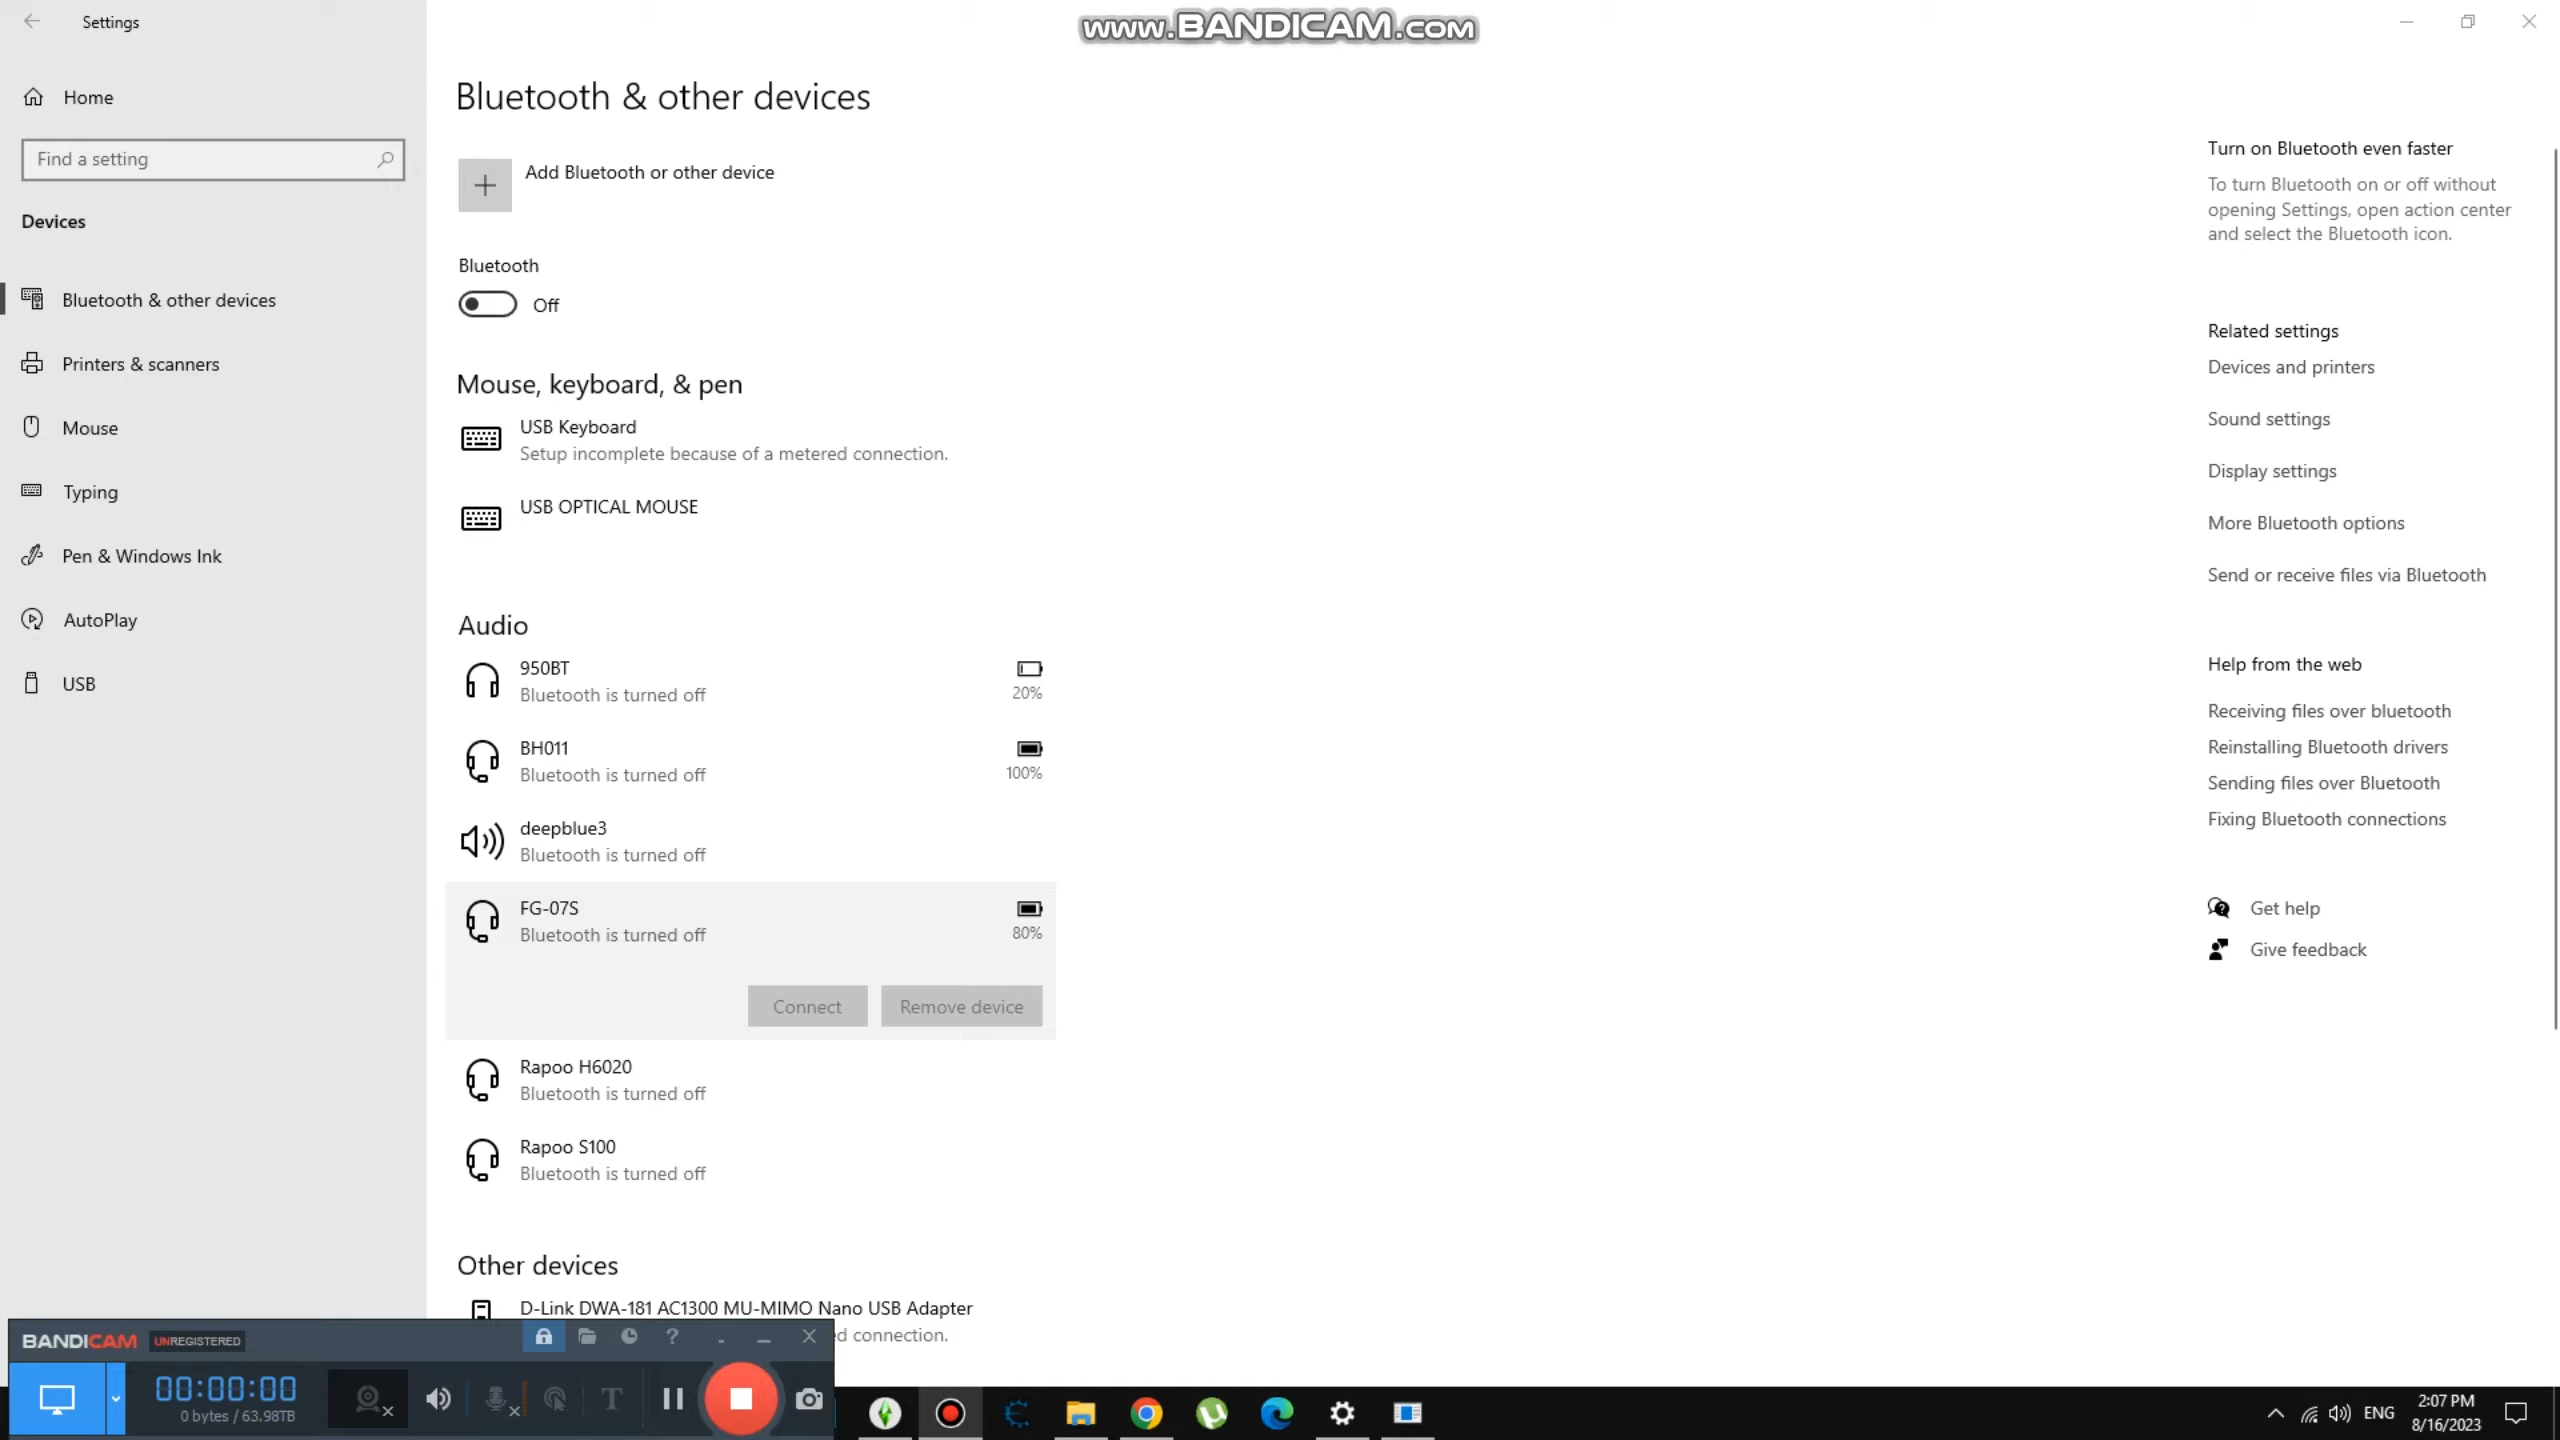 Settings
www.BANDICAM.com
Home
Find a setting
Devices
Bluetooth & other devices
Printers & scanners
Mouse
Typing
Pen & Windows Ink
AutoPlay
USB
Bluetooth & other devices
Add Bluetooth or other device
Bluetooth
Off
Mouse, keyboard, & pen
USB Keyboard
Setup incomplete because of a metered connection.
USB OPTICAL MOUSE
Audio
950BT
Bluetooth is turned off
20%
BH011
Bluetooth is turned off
100%
deepblue3
Bluetooth is turned off
FG-07S
Bluetooth is turned off
80%
Connect
Remove device
Rapoo H6020
Bluetooth is turned off
Rapoo S100
Bluetooth is turned off
Other devices
D-Link DWA-181 AC1300 MU-MIMO Nano USB Adapter
d connection.
Turn on Bluetooth even faster
To turn Bluetooth on or off without
opening Settings, open action center
and select the Bluetooth icon.
Related settings
Devices and printers
Sound settings
Display settings
More Bluetooth options
Send or receive files via Bluetooth
Help from the web
Receiving files over bluetooth
Reinstalling Bluetooth drivers
Sending files over Bluetooth
Fixing Bluetooth connections
Get help
Give feedback
BANDICAM UNREGISTERED
00:00:00
0 bytes / 63.98TB
ENG
2:07 PM
8/16/2023